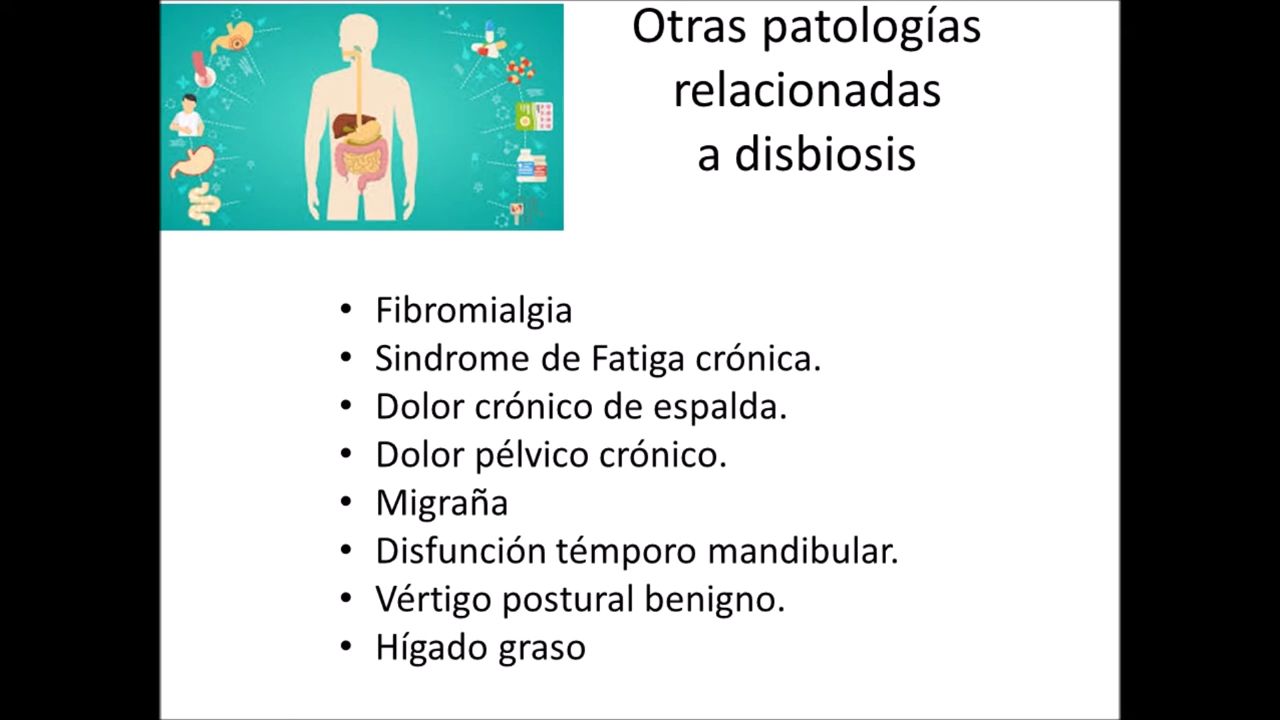 Otras patologías
relacionadas
a disbiosis
• Fibromialgia
• Sindrome de Fatiga crónica.
• Dolor crónico de espalda.
• Dolor pélvico crónico.
• Migraña
• Disfunción témporo mandibular.
• Vértigo postural benigno.
• Hígado graso